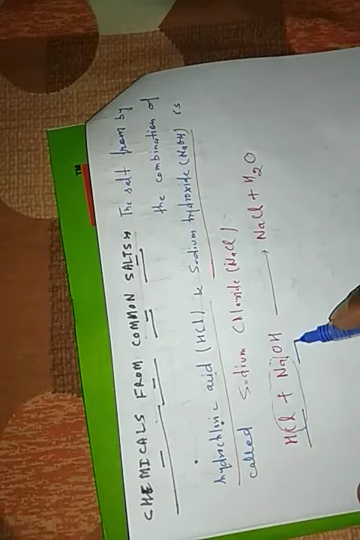 CHEMICALS FROM COMMON SALTS → The salt from by
the combination of
hydrochloric acid (HCl) & Sodium hydroxide (NaOH) is
called Sodium Chloride (NaCl)
HCl + NaOH → NaCl + H₂O
TM